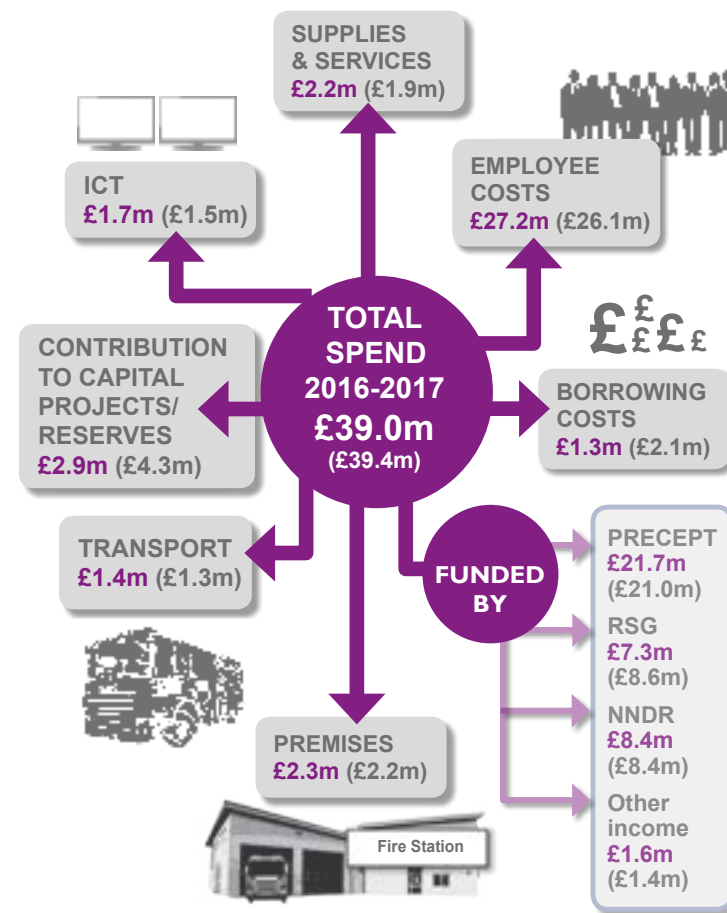 SUPPLIES
& SERVICES
£2.2m (£1.9m)
ICT
£1.7m (£1.5m)
EMPLOYEE
COSTS
£27.2m (£26.1m)
TOTAL
SPEND
2016-2017
£39.0m
(£39.4m)
£ £ £ £ £
CONTRIBUTION
TO CAPITAL
PROJECTS/
RESERVES
£2.9m (£4.3m)
BORROWING
COSTS
£1.3m (£2.1m)
TRANSPORT
£1.4m (£1.3m)
FUNDED
BY
PRECEPT
£21.7m
(£21.0m)
RSG
£7.3m
(£8.6m)
NNDR
£8.4m
(£8.4m)
Other
income
£1.6m
(£1.4m)
PREMISES
£2.3m (£2.2m)
Fire Station